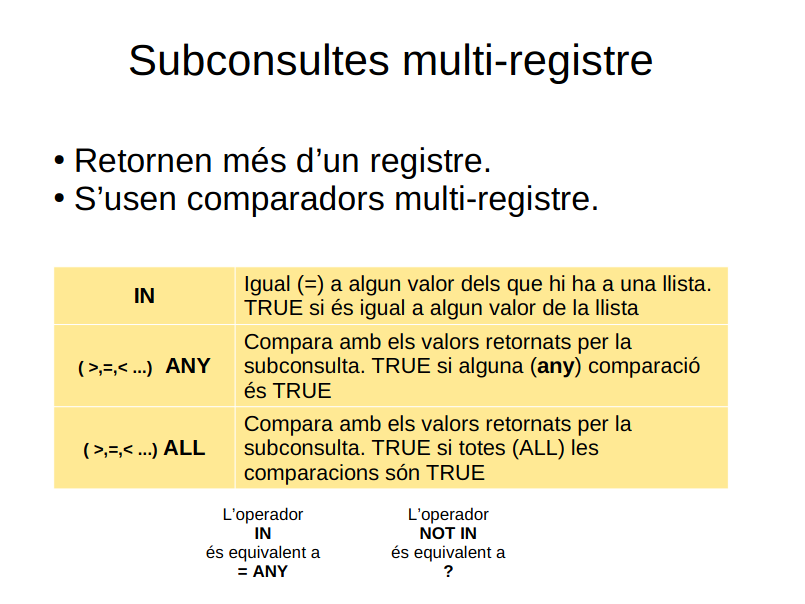 Subconsultes multi-registre
• Retornen més d’un registre.
• S’usen comparadors multi-registre.
IN
Igual (=) a algun valor dels que hi ha a una llista.
TRUE si és igual a algun valor de la llista
( >,=,< ...) ANY
Compara amb els valors retornats per la
subconsulta. TRUE si alguna (any) comparació
és TRUE
( >,=,< ...) ALL
Compara amb els valors retornats per la
subconsulta. TRUE si totes (ALL) les
comparacions són TRUE
L’operador
IN
és equivalent a
= ANY
L’operador
NOT IN
és equivalent a
?